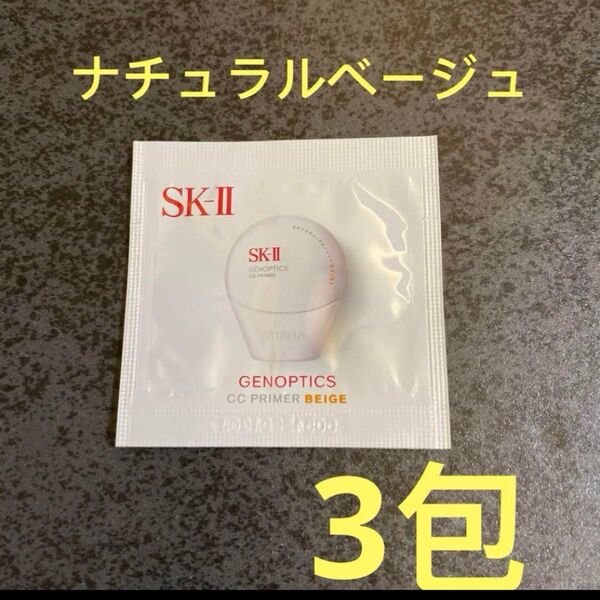 ナチュラルベージュ
SK-II
SK-II
GENOPTICS
CC PRIMER
GENOPTICS
CC PRIMER BEIGE
3包